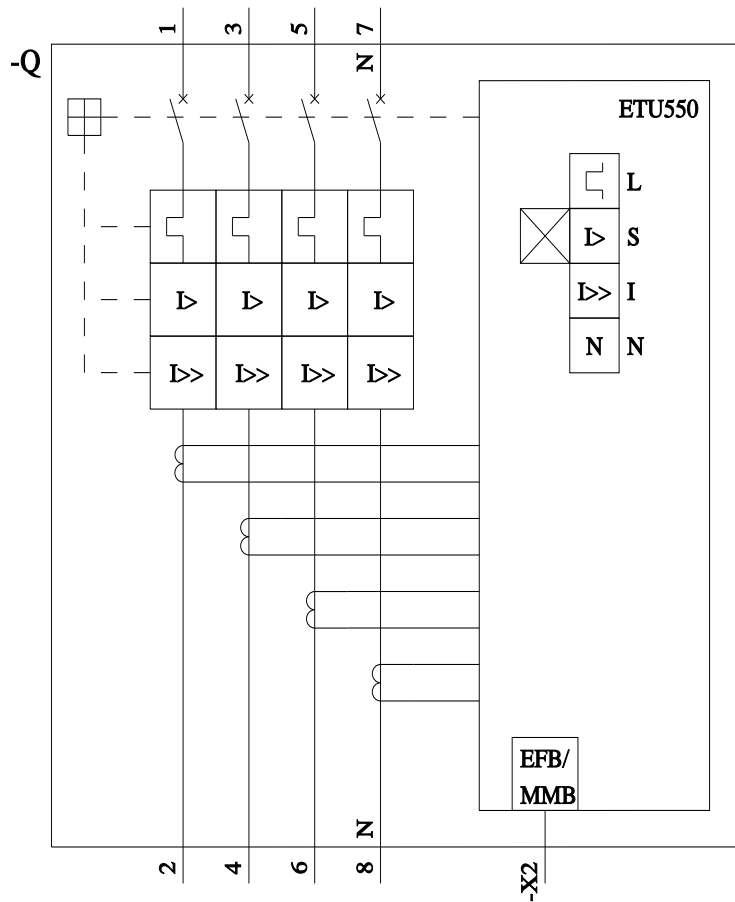 1 3 5 7
-Q
N
ETU550
L
I> S
I> I> I> I>
I>> I
N N
I>> I>> I>> I>>
EFB/
MMB
N
2 4 6 8 -X2